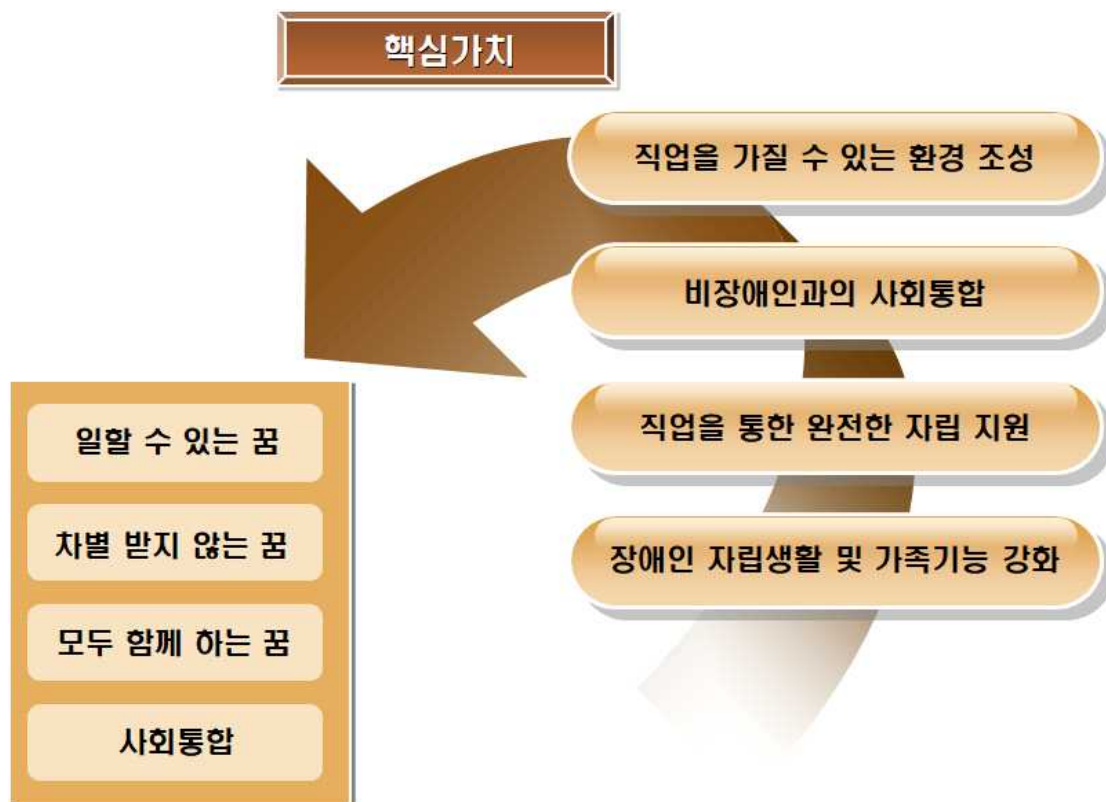 핵심가치
직업을 가질 수 있는 환경 조성
비장애인과의 사회통합
직업을 통한 완전한 자립 지원
장애인 자립생활 및 가족기능 강화
일할 수 있는 꿈
차별 받지 않는 꿈
모두 함께 하는 꿈
사회통합